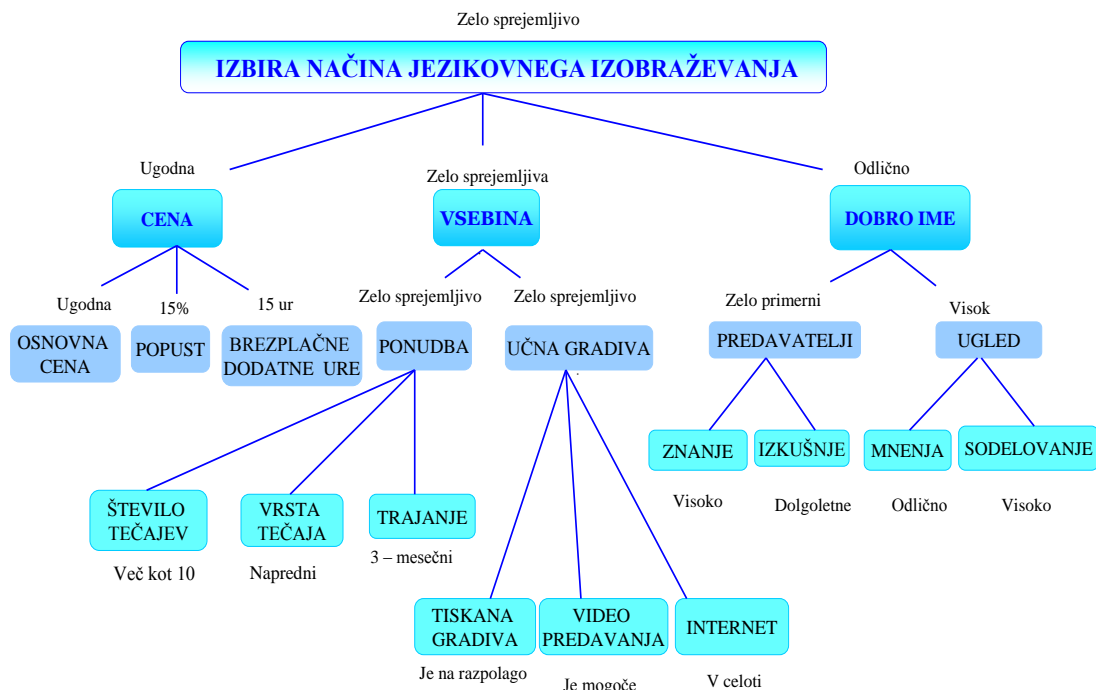 Zelo sprejemljivo
IZBIRA NAČINA JEZIKOVNEGA IZOBRAŽEVANJA
Ugodna
Zelo sprejemljiva
Odlično
CENA
VSEBINA
DOBRO IME
Ugodna
15%
15 ur
Zelo sprejemljivo
Zelo sprejemljivo
Zelo primerni
Visok
OSNOVNA
CENA
POPUST
BREZPLAČNE
DODATNE URE
PONUDBA
UČNA GRADIVA
PREDAVATELJI
UGLED
ZNANJE
IZKUŠNJE
MNENJA
SODELOVANJE
Visoko
Dolgoletne
Odlično
Visoko
ŠTEVILO
TEČAJEV
VRSTA
TEČAJA
TRAJANJE
Več kot 10
Napredni
3 – mesečni
TISKANA
GRADIVA
VIDEO
PREDAVANJA
INTERNET
Je na razpolago
Je mogoče
V celoti